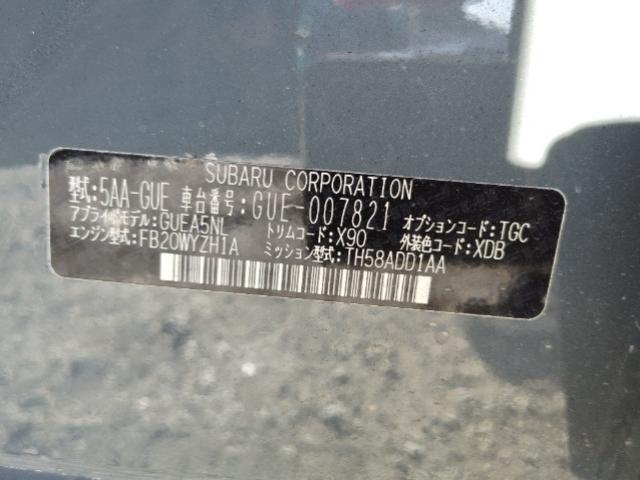 SUBARU CORPORATION
型式:5AA-GUE 車台番号:GUE-007821
アプライドモデル:GUEA5NL トリムコード:X90 オプションコード:TGC
エンジン型式:FB20WYZH1A ミッション型式:TH58ADD1AA 外装色コード:XDB